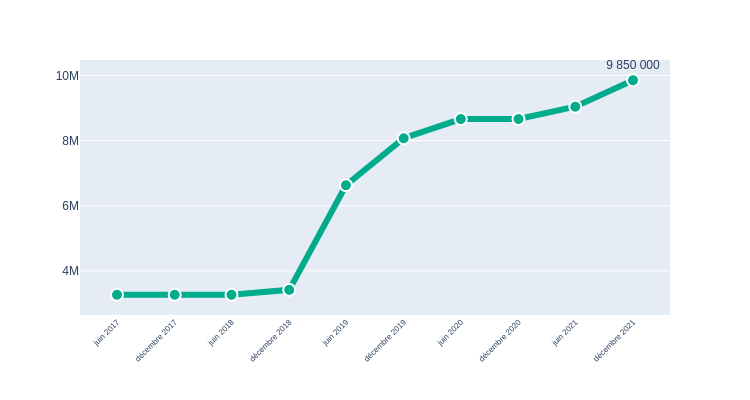 9 850 000
10M
8M
6M
4M
juin 2017
décembre 2017
juin 2018
décembre 2018
juin 2019
décembre 2019
juin 2020
décembre 2020
juin 2021
décembre 2021